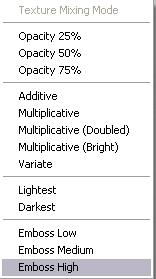 Texture Mixing Mode
Opacity 25%
Opacity 50%
Opacity 75%
Additive
Multiplicative
Multiplicative (Doubled)
Multiplicative (Bright)
Variate
Lightest
Darkest
Emboss Low
Emboss Medium
Emboss High